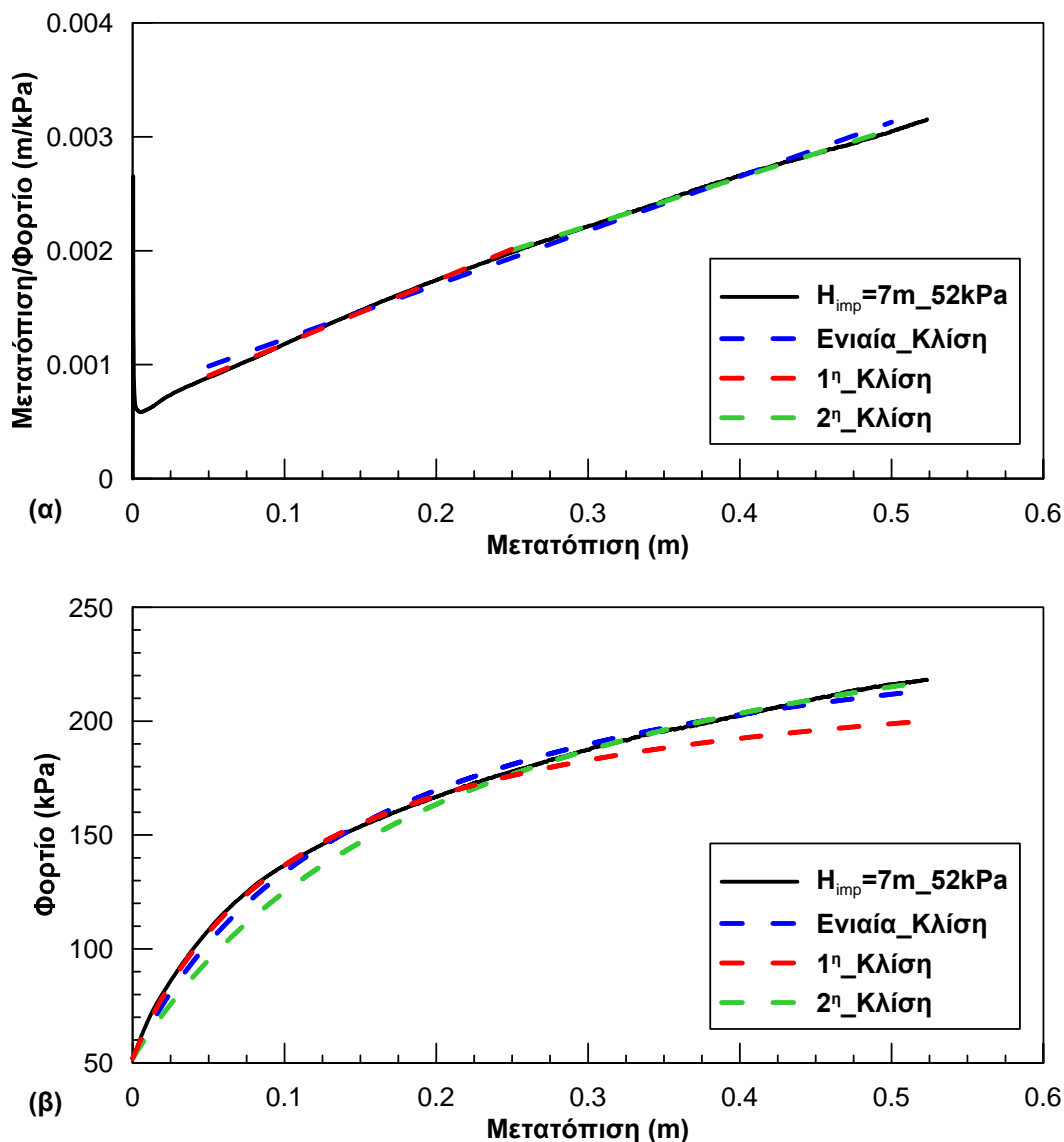 0.004
0.003
0.002
0.001
0
Μετατόπιση/Φορτίο (m/kPa)
H_imp=7m_52kPa
Ενιαία_Κλίση
1η_Κλίση
2η_Κλίση
(α)
0 0.1 0.2 0.3 0.4 0.5 0.6
Μετατόπιση (m)
250
200
150
100
50
Φορτίο (kPa)
H_imp=7m_52kPa
Ενιαία_Κλίση
1η_Κλίση
2η_Κλίση
(β)
0 0.1 0.2 0.3 0.4 0.5 0.6
Μετατόπιση (m)